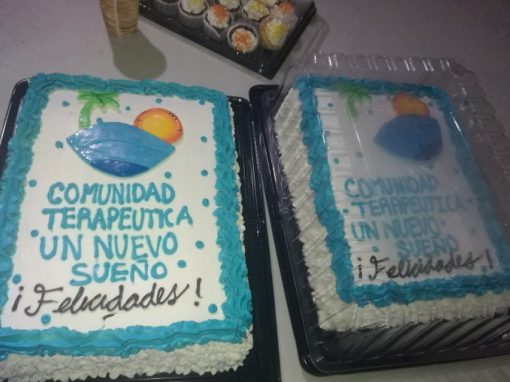 COMUNIDAD
TERAPEUTICA
UN NUEVO
SUEÑO
¡Felicidades!
COMUNIDAD
TERAPEUTICA
UN NUEVO
SUEÑO
¡Felicidades!